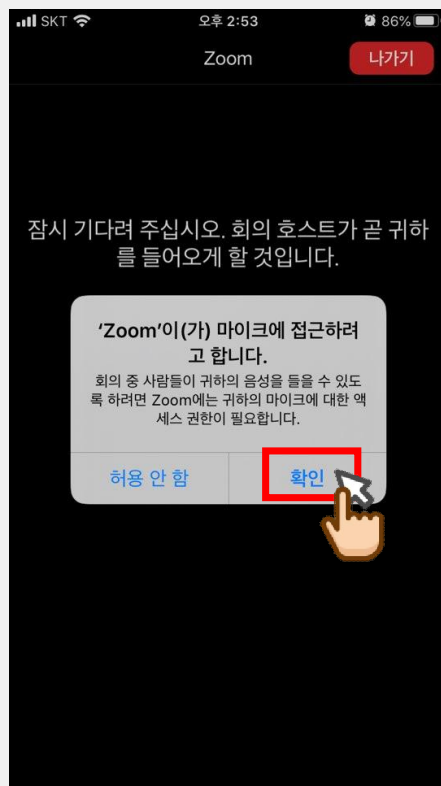 SKT 오후 2:53 86%
Zoom 나가기
잠시 기다려 주십시오. 회의 호스트가 곧 귀하
를 들어오게 할 것입니다.
‘Zoom’이(가) 마이크에 접근하려
고 합니다.
회의 중 사람들이 귀하의 음성을 들을 수 있도
록 하려면 Zoom에는 귀하의 마이크에 대한 액
세스 권한이 필요합니다.
허용 안 함 확인